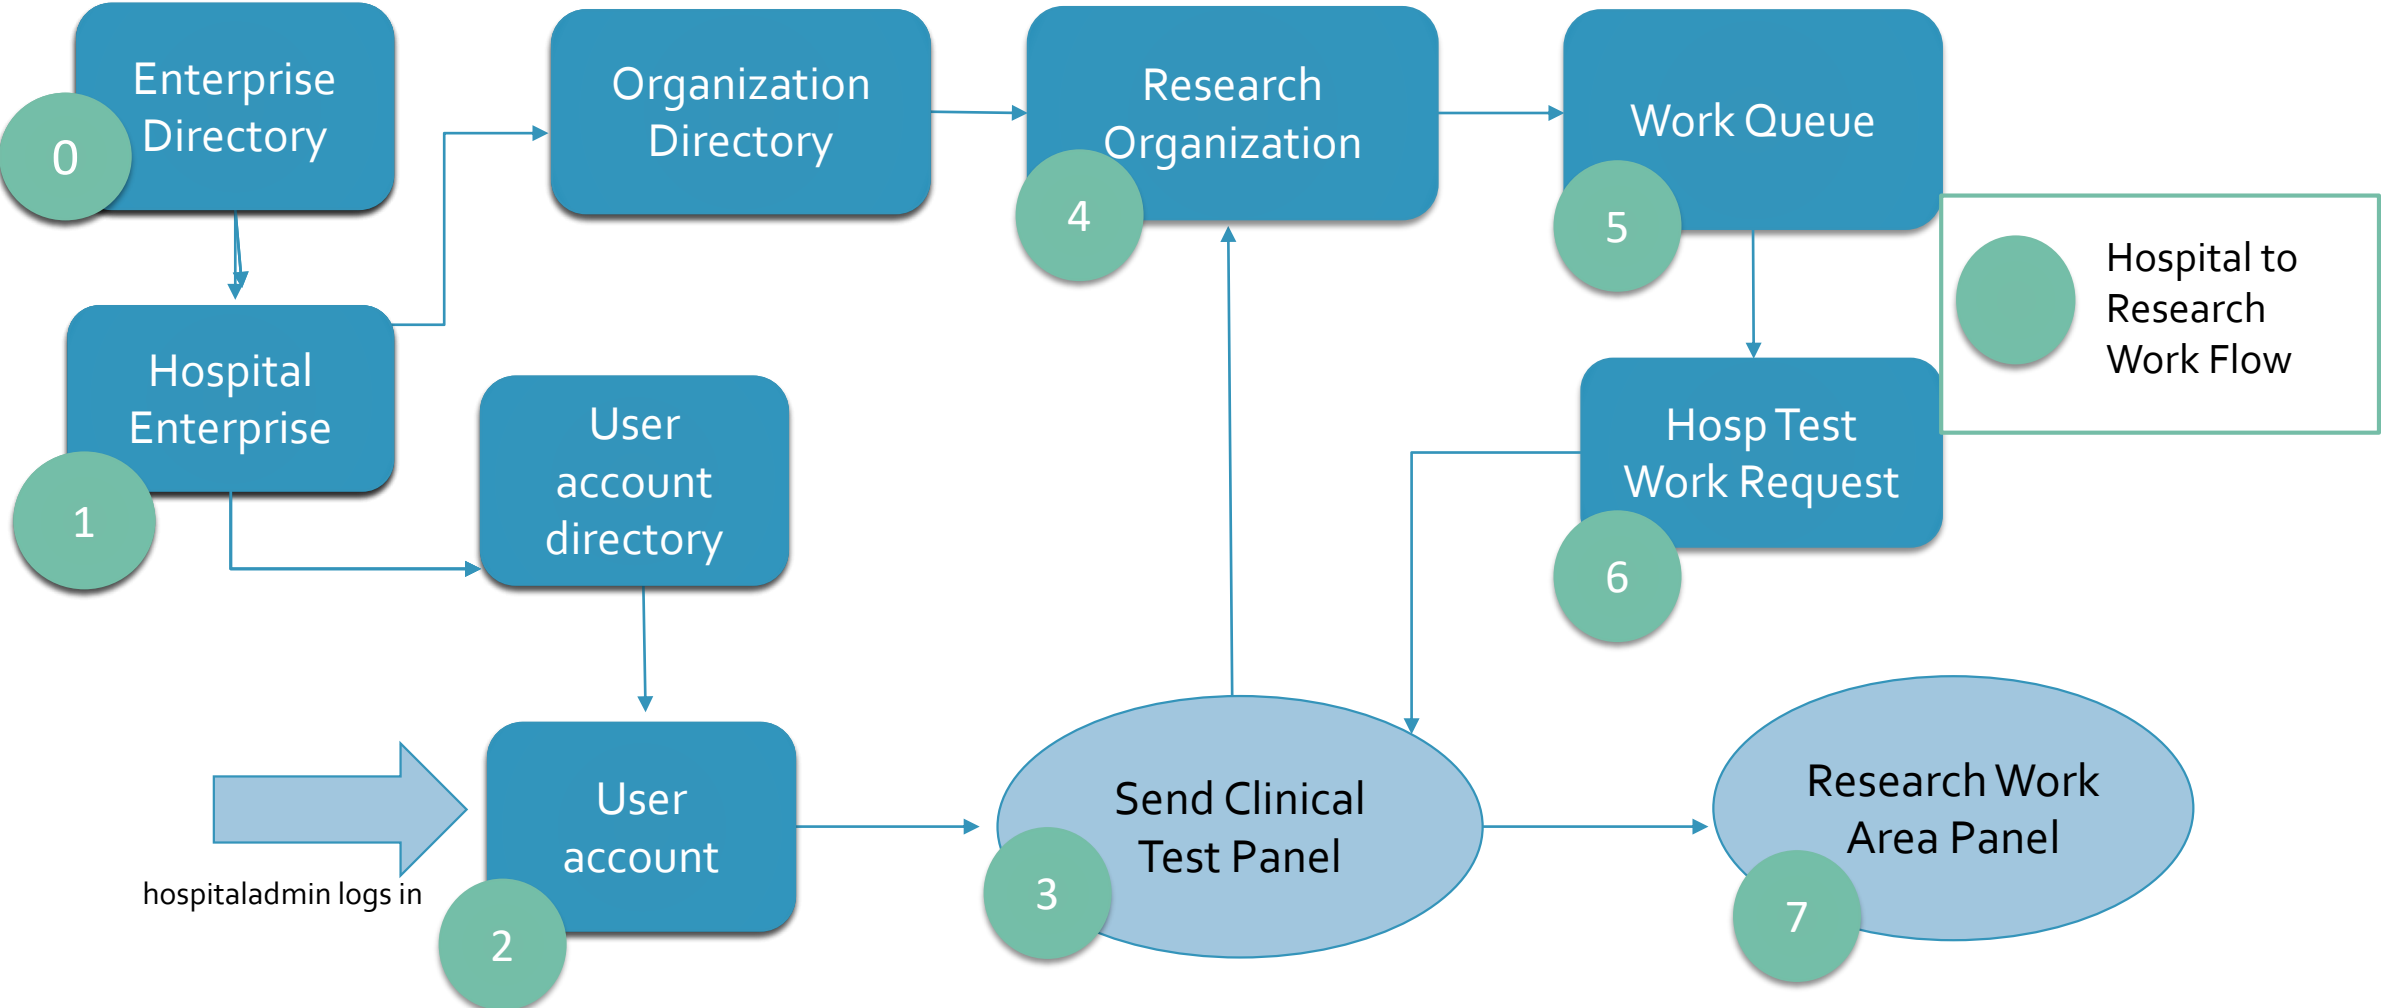 Enterprise
Directory
0
Organization
Directory
Research
Organization
4
Work Queue
5
Hospital to
Research
Work Flow
Hospital
Enterprise
1
User
account
directory
Hosp Test
Work Request
6
hospitaladmin logs in
User
account
2
Send Clinical
Test Panel
3
Research Work
Area Panel
7